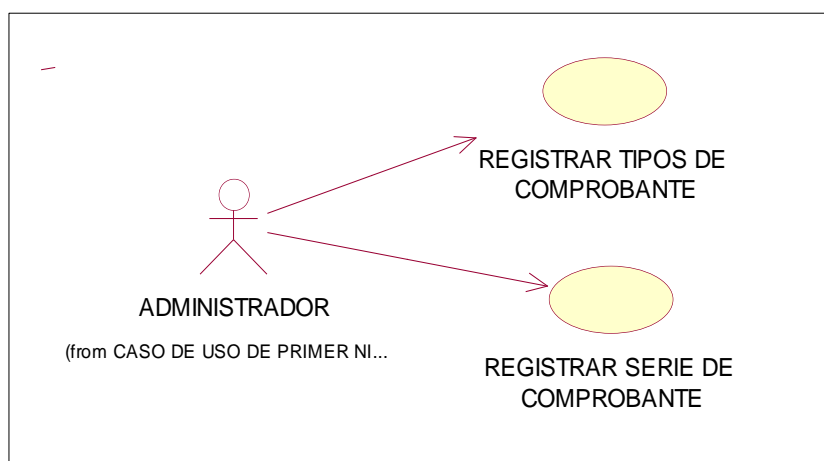 REGISTRAR TIPOS DE
COMPROBANTE
ADMINISTRADOR
(from CASO DE USO DE PRIMER NI...
REGISTRAR SERIE DE
COMPROBANTE